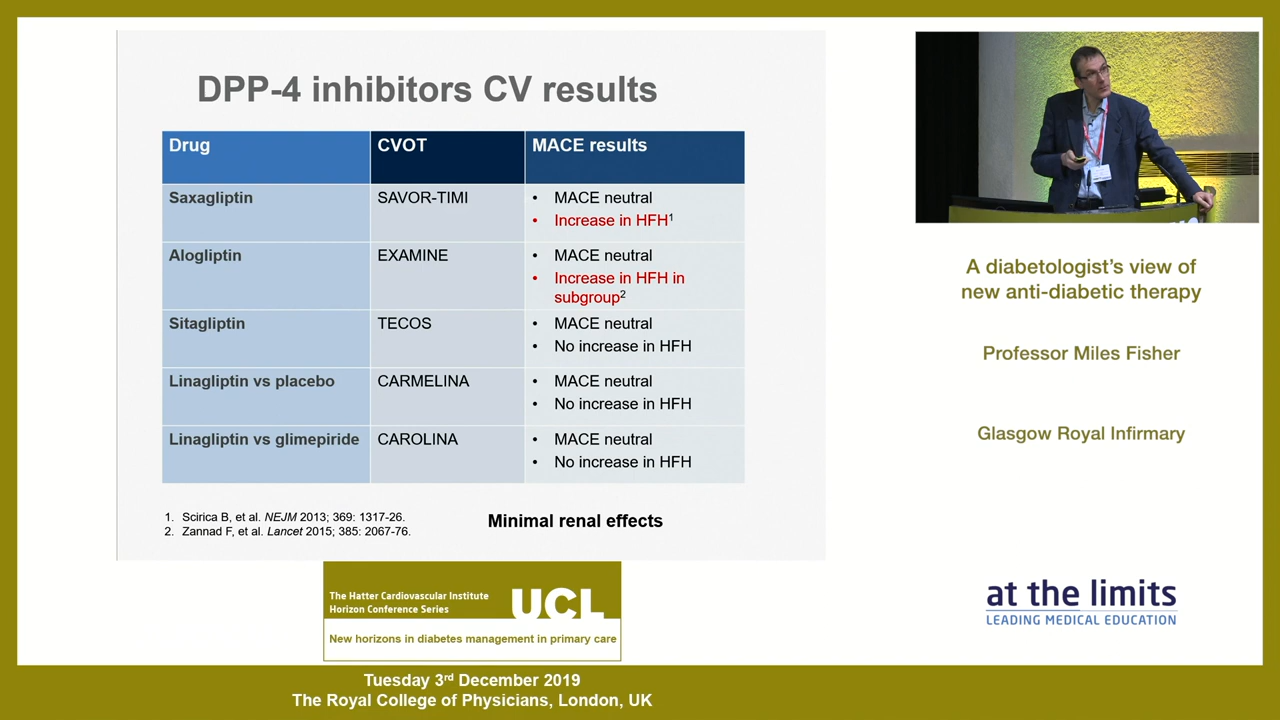 DPP-4 inhibitors CV results
Drug CVOT MACE results
Saxagliptin SAVOR-TIMI • MACE neutral
• Increase in HFH1
Alogliptin EXAMINE • MACE neutral
• Increase in HFH in
subgroup2
Sitagliptin TECOS • MACE neutral
• No increase in HFH
Linagliptin vs placebo CARMELINA • MACE neutral
• No increase in HFH
Linagliptin vs glimepiride CAROLINA • MACE neutral
• No increase in HFH
1. Scirica B, et al. NEJM 2013; 369: 1317-26.
2. Zannad F, et al. Lancet 2015; 385: 2067-76.
Minimal renal effects
A diabetologist's view of
new anti-diabetic therapy
Professor Miles Fisher
Glasgow Royal Infirmary
at the limits
LEADING MEDICAL EDUCATION
The Hatter Cardiovascular Institute
Horizon Conference Series
UCL
New horizons in diabetes management in primary care
Tuesday 3rd December 2019
The Royal College of Physicians, London, UK